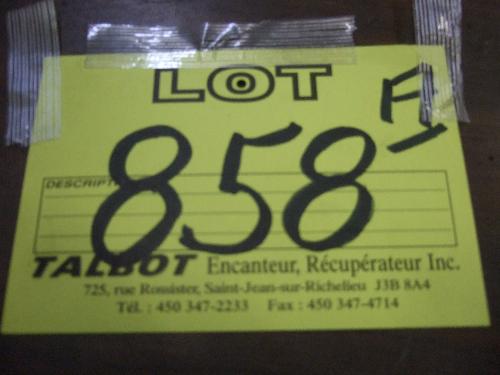 LOT
858 A
DESCRIPT
TALBOT Encanteur, Récupérateur Inc.
725, rue Rossiter, Saint-Jean-sur-Richelieu J3B 8A4
Tél. : 450 347-2233 Fax : 450 347-4714